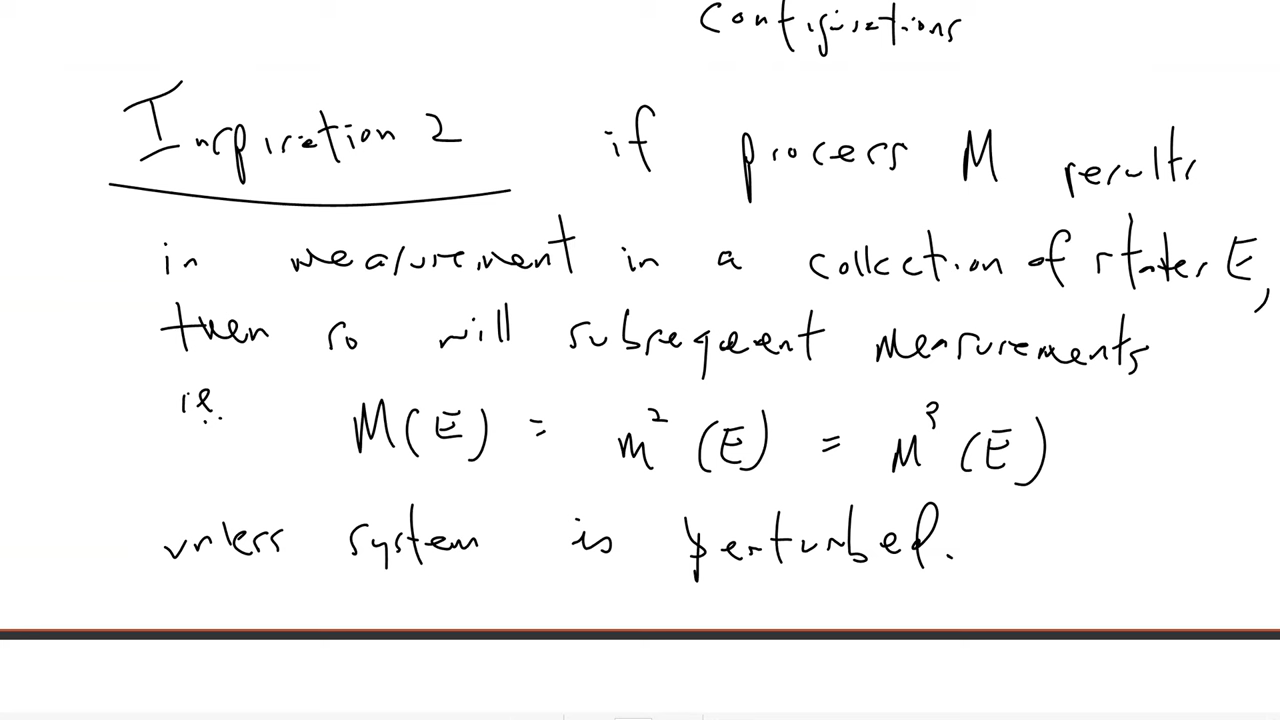 configurations
Inspiration 2 if process M results
in measurement in a collection of states E,
then so will subsequent measurements
i.e. M(E) = M²(E) = M³(E)
unless system is perturbed.